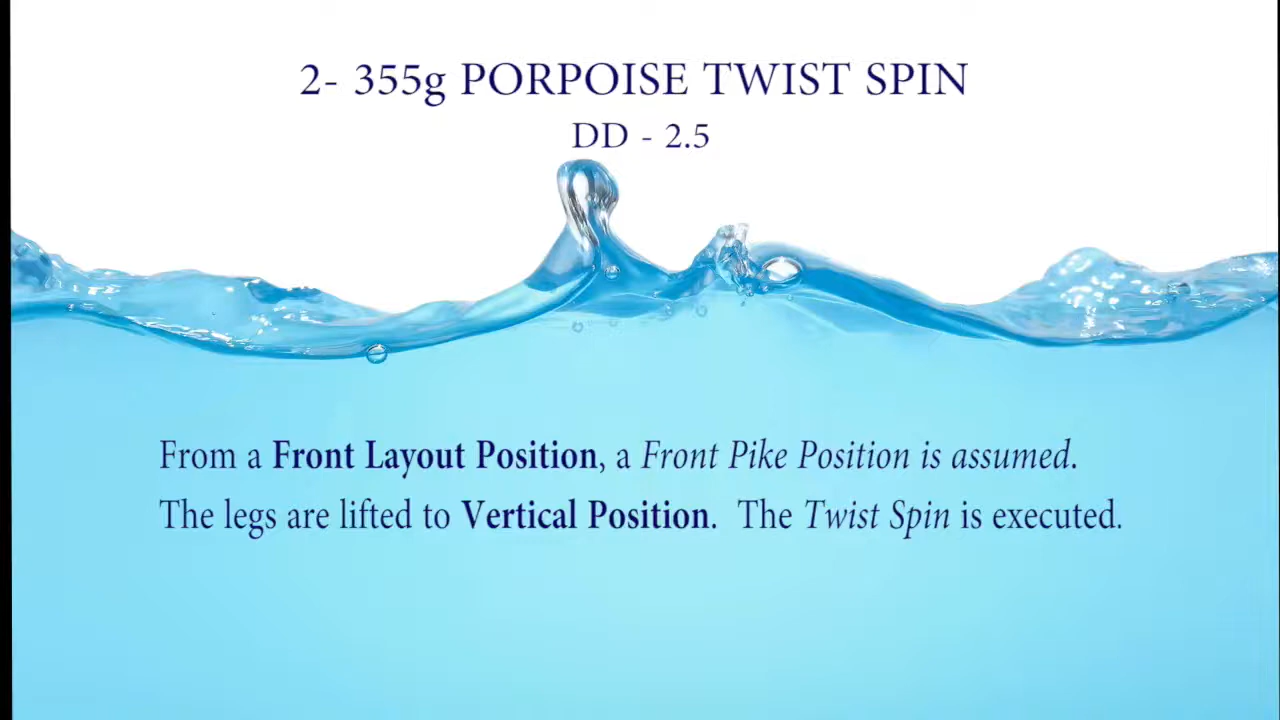 2- 355g PORPOISE TWIST SPIN
DD - 2.5
From a Front Layout Position, a Front Pike Position is assumed.
The legs are lifted to Vertical Position.  The Twist Spin is executed.